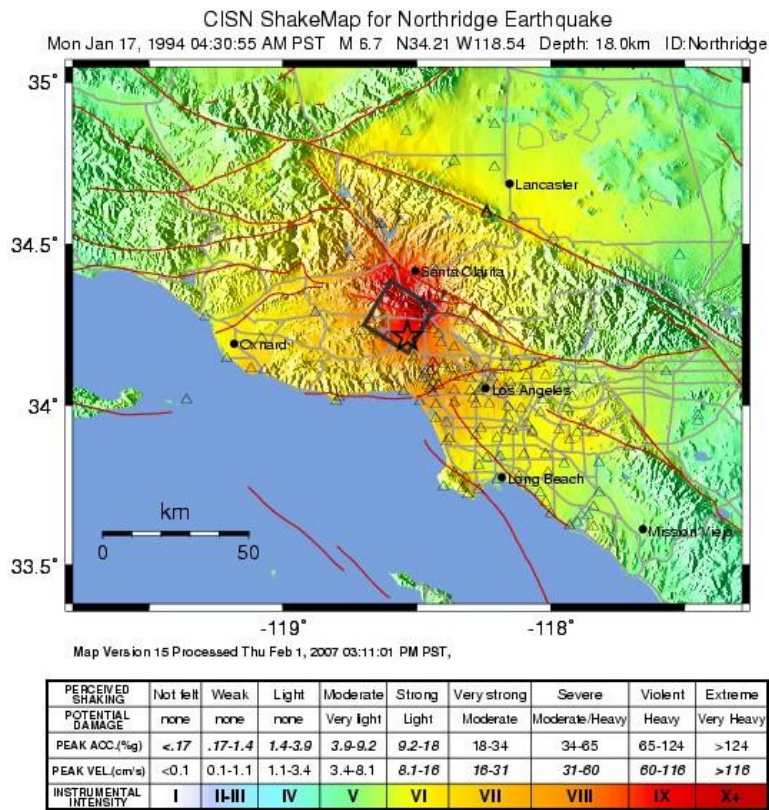 CISN ShakeMap for Northridge Earthquake
Mon Jan 17, 1994 04:30:55 AM PST M 6.7 N34.21 W118.54 Depth: 18.0km ID:Northridge
35°
Lancaster
34.5°
Santa Clarita
Oxnard
Los Angeles
34°
Long Beach
km
0 50
Mission Viejo
33.5°
-119° -118°
Map Version 15 Processed Thu Feb 1, 2007 03:11:01 PM PST,
PERCEIVED SHAKING Not felt Weak Light Moderate Strong Very strong Severe Violent Extreme
POTENTIAL DAMAGE none none none Very light Light Moderate Moderate/Heavy Heavy Very Heavy
PEAK ACC.(%g) <.17 .17-1.4 1.4-3.9 3.9-9.2 9.2-18 18-34 34-65 65-124 >124
PEAK VEL.(cm/s) <0.1 0.1-1.1 1.1-3.4 3.4-8.1 8.1-16 16-31 31-60 60-116 >116
INSTRUMENTAL INTENSITY I II-III IV V VI VII VIII IX X+